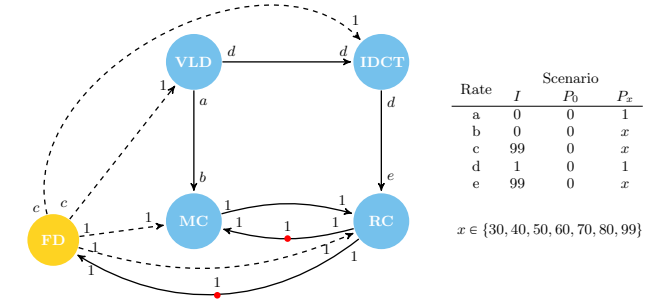 1
VLD
d
d
IDCT
1
a
d
c
c
b
e
1
1
MC
RC
1
1
1
1
1
FD
1
1
1
1
1
1
Scenario
Rate
I P₀ Pₓ
a 0 0 1
b 0 0 x
c 99 0 x
d 1 0 1
e 99 0 x
x ∈ {30, 40, 50, 60, 70, 80, 99}